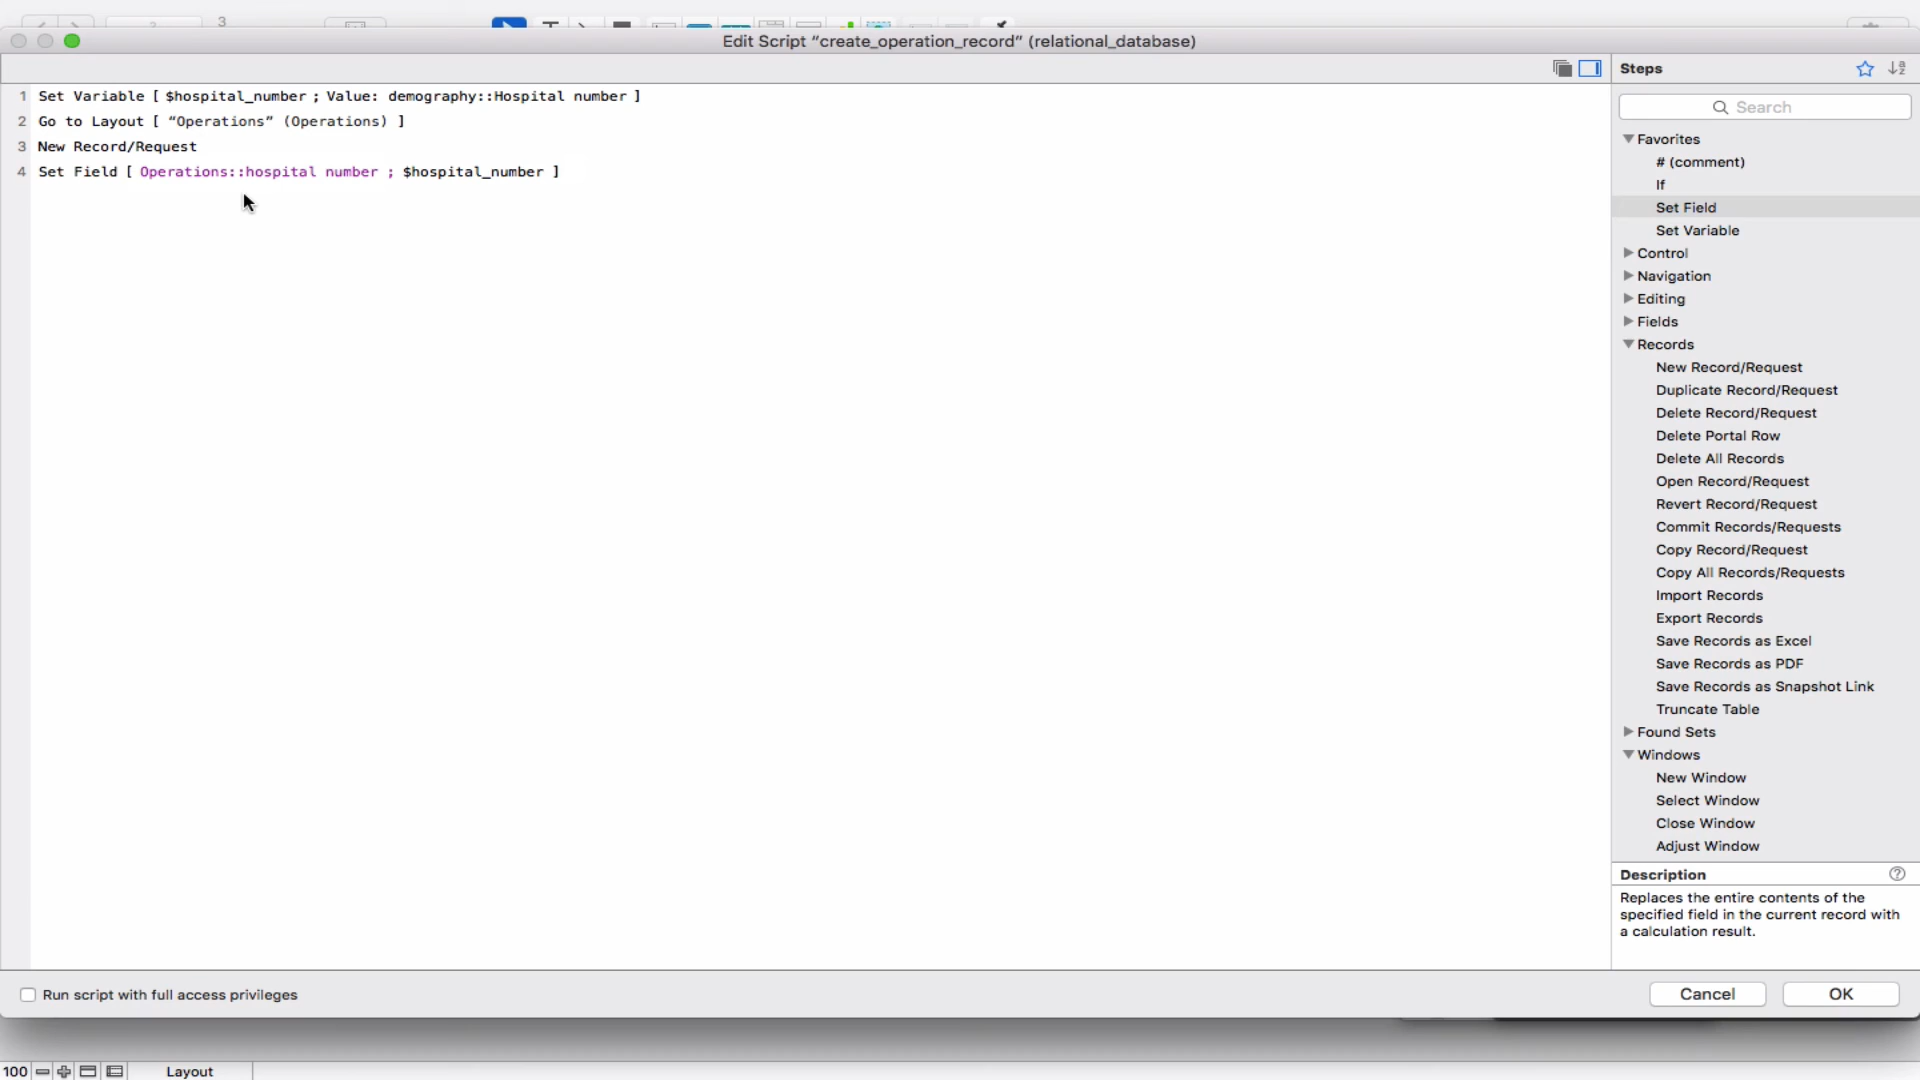 3
Edit Script “create_operation_record” (relational_database)
1 Set Variable [ $hospital_number ; Value: demography::Hospital number ]
2 Go to Layout [ “Operations” (Operations) ]
3 New Record/Request
4 Set Field [ Operations::hospital number ; $hospital_number ]
Steps
Search
Favorites
# (comment)
If
Set Field
Set Variable
Control
Navigation
Editing
Fields
Records
New Record/Request
Duplicate Record/Request
Delete Record/Request
Delete Portal Row
Delete All Records
Open Record/Request
Revert Record/Request
Commit Records/Requests
Copy Record/Request
Copy All Records/Requests
Import Records
Export Records
Save Records as Excel
Save Records as PDF
Save Records as Snapshot Link
Truncate Table
Found Sets
Windows
New Window
Select Window
Close Window
Adjust Window
Description
Replaces the entire contents of the
specified field in the current record with
a calculation result.
Run script with full access privileges
Cancel
OK
100
Layout